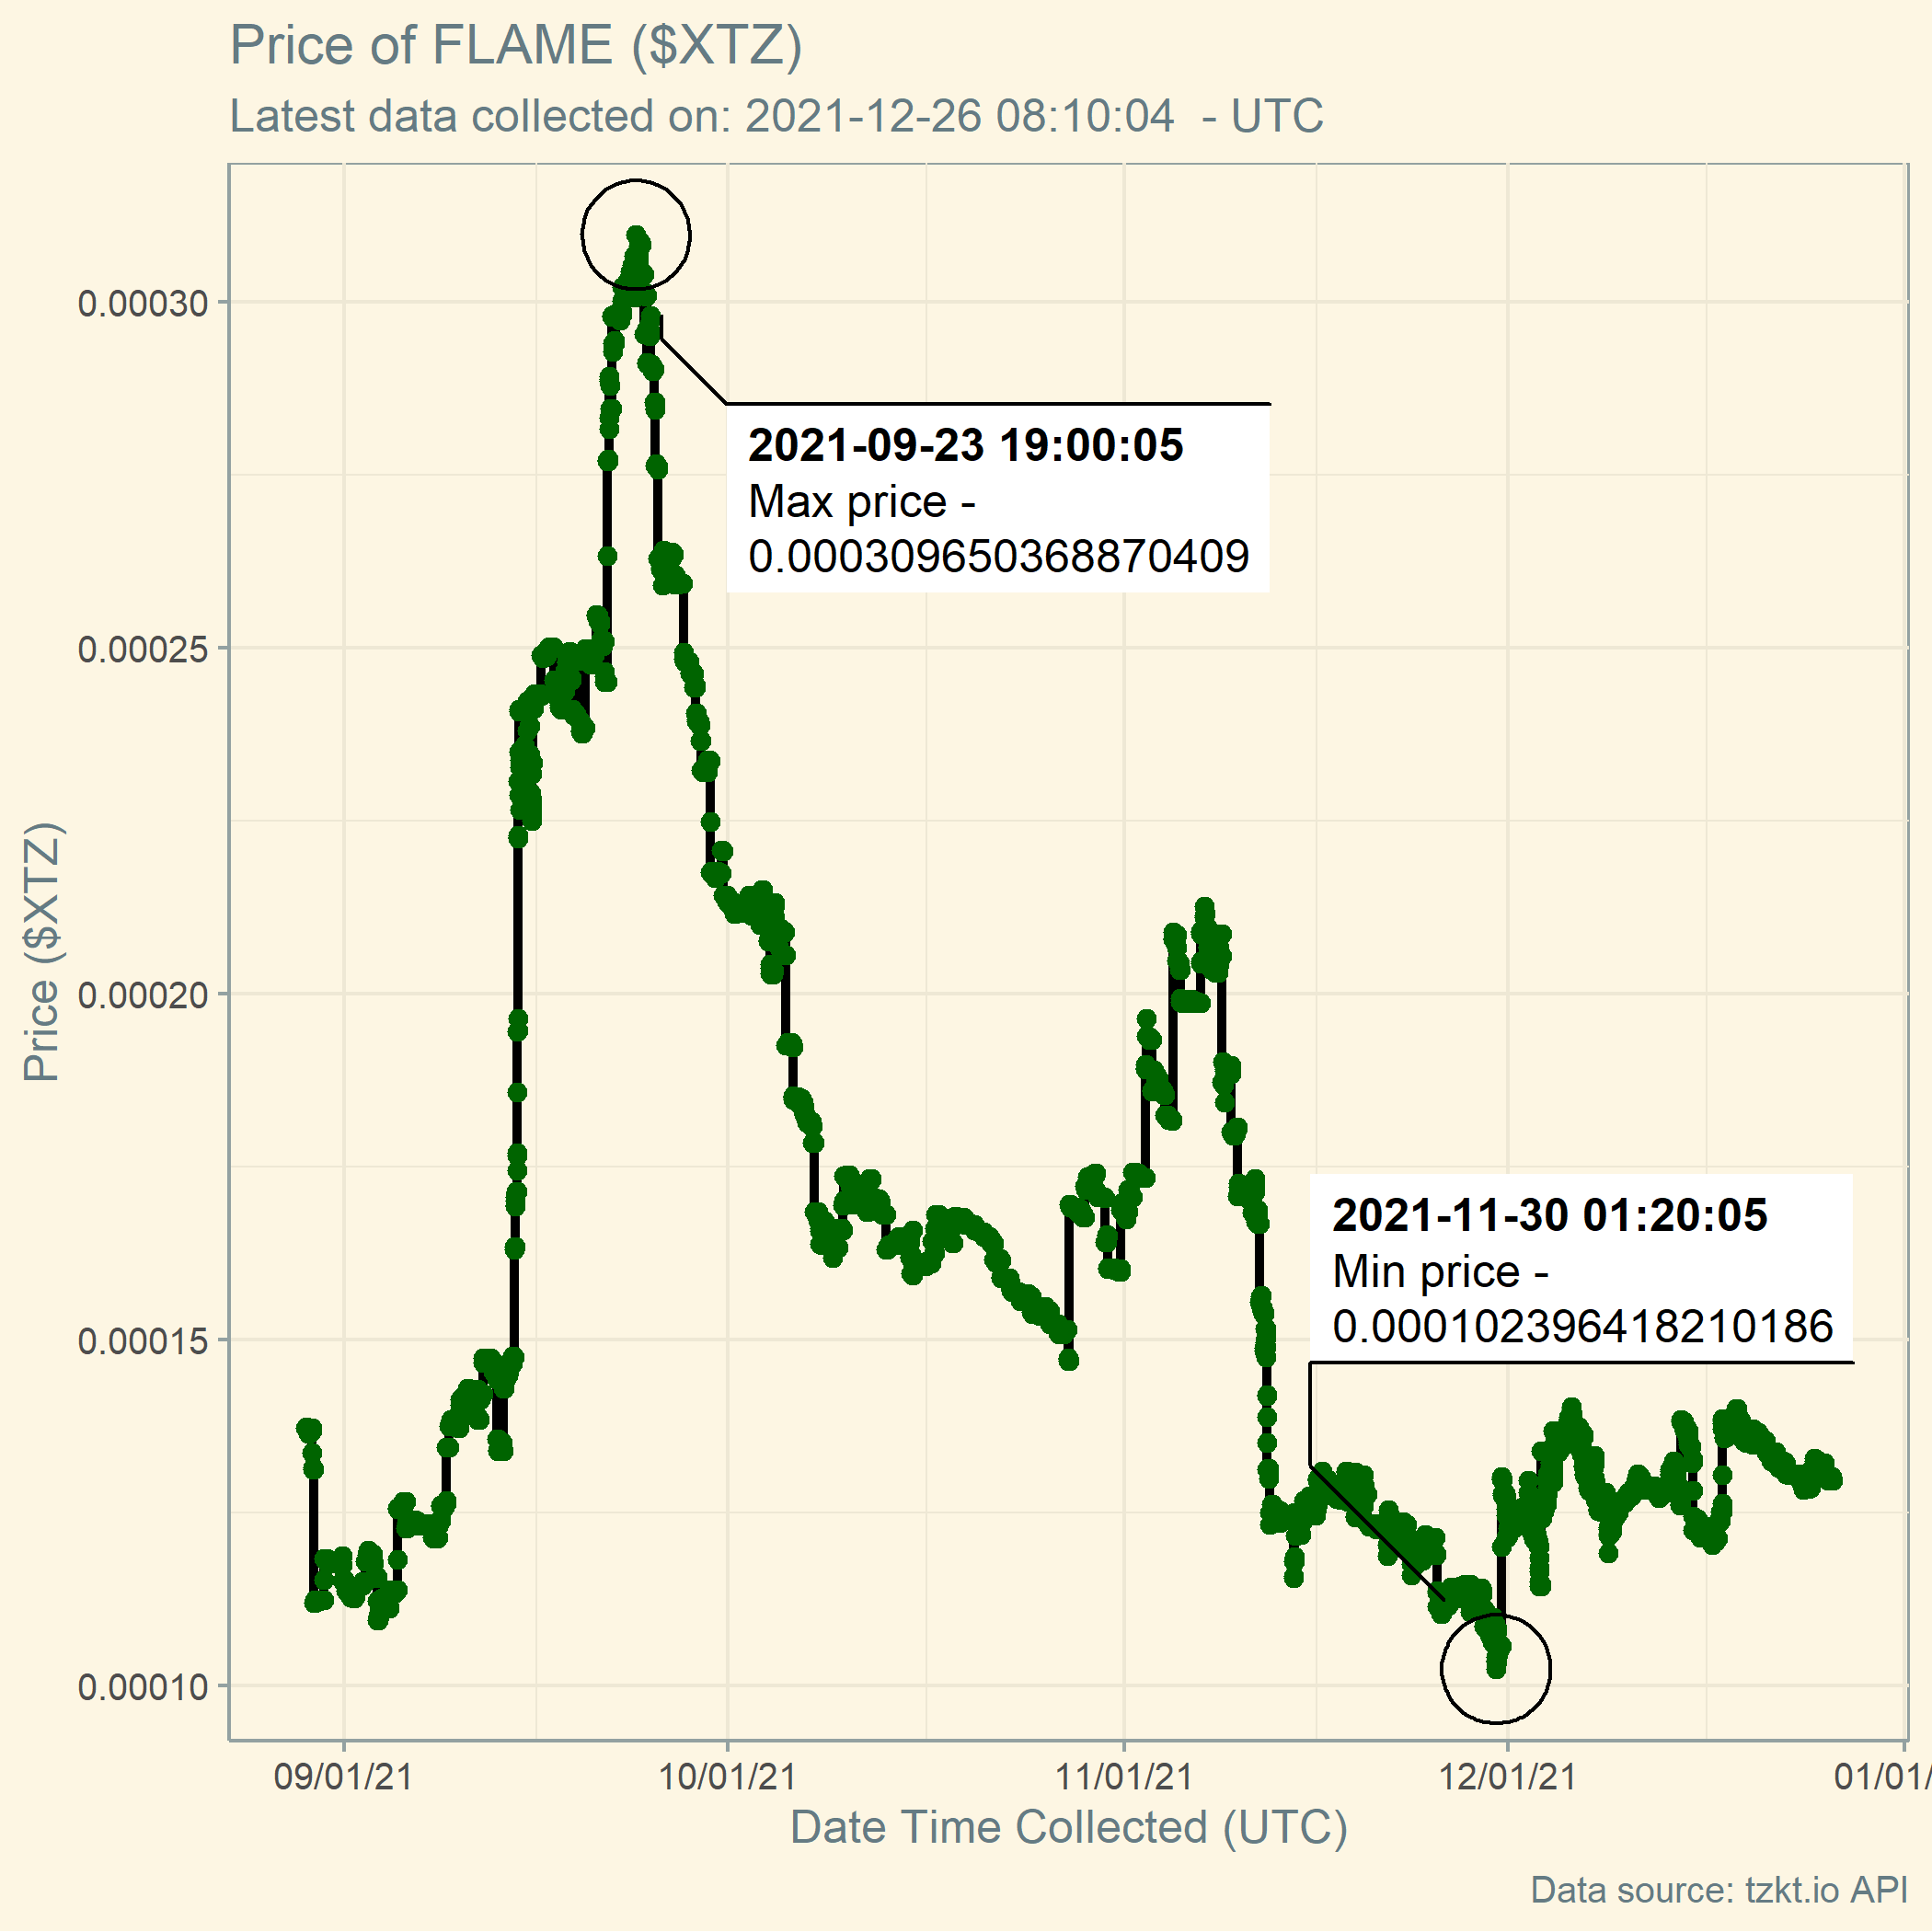 Price of FLAME ($XTZ)
Latest data collected on: 2021-12-26 08:10:04  - UTC
Price ($XTZ)
0.00030
0.00025
0.00020
0.00015
0.00010
2021-09-23 19:00:05
Max price -
0.000309650368870409
2021-11-30 01:20:05
Min price -
0.000102396418210186
09/01/21
10/01/21
11/01/21
12/01/21
01/01/
Date Time Collected (UTC)
Data source: tzkt.io API